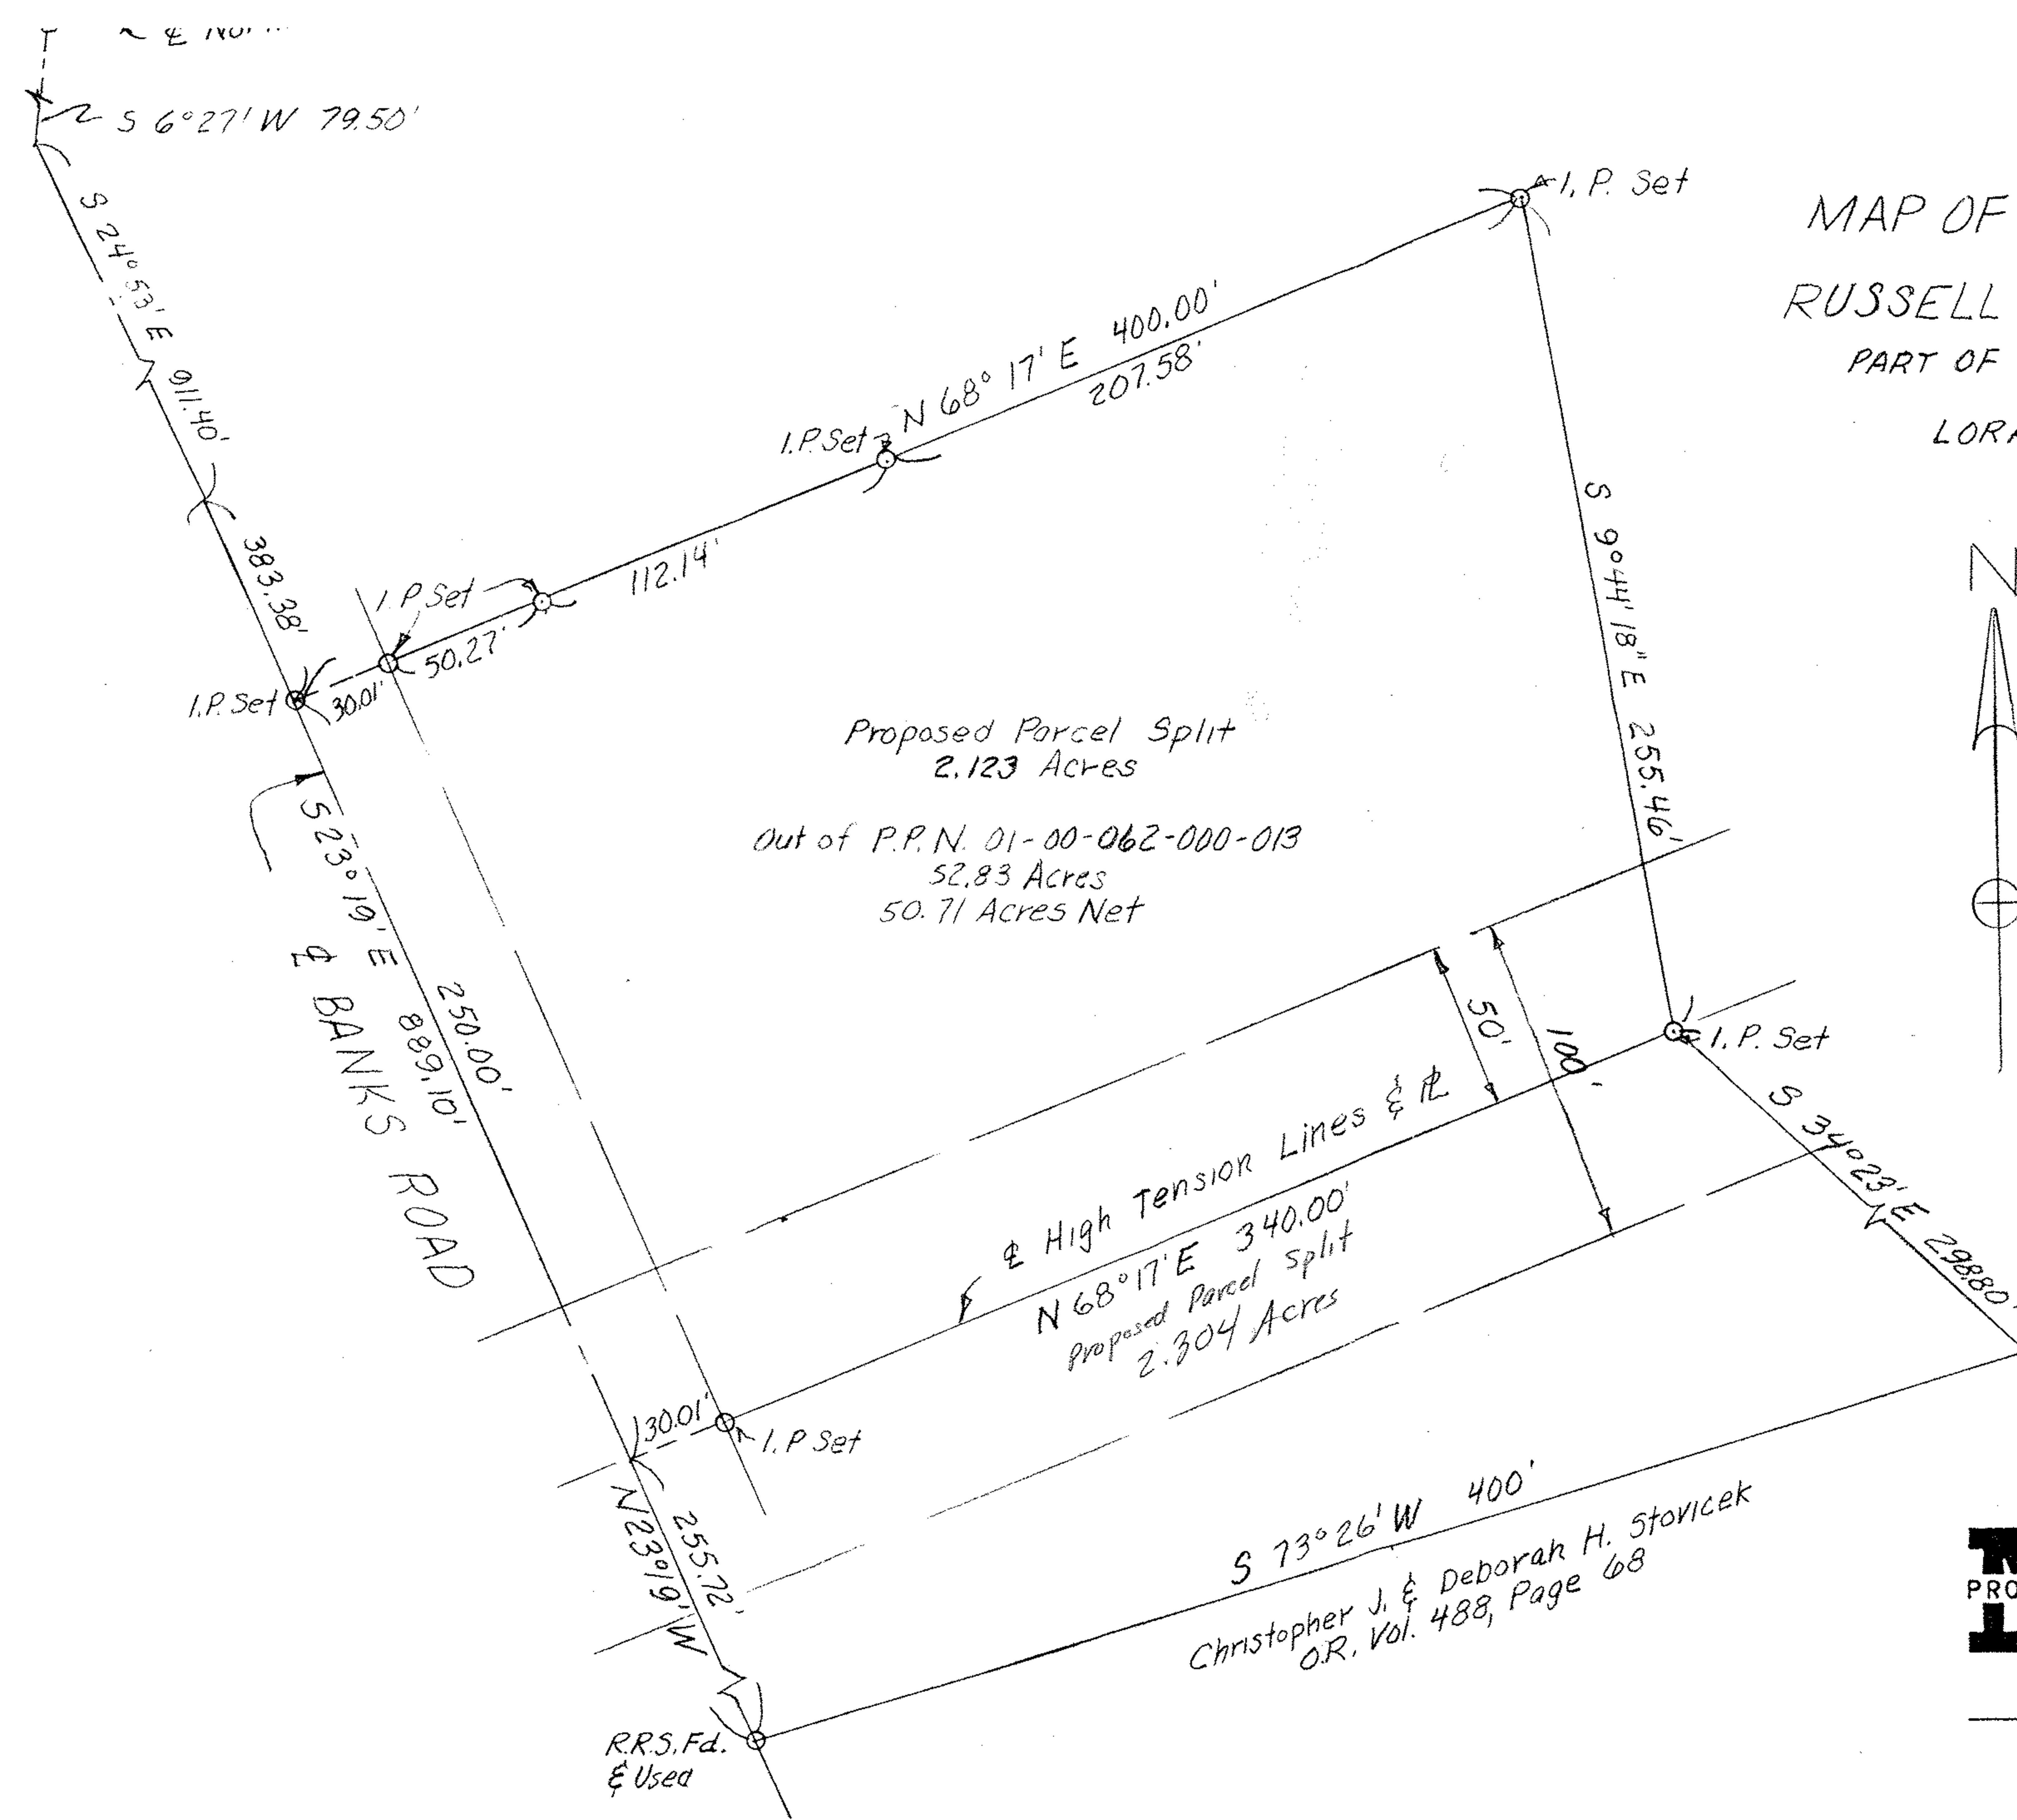 S 6°27' W 79.50'
S 24°53' E 911.40'
383.38'
I.P. Set
30.01'
I.P Set
50.27'
112.14'
I.P. Set
N 68° 17' E 400.00'
207.58'
I. P. Set
MAP OF
RUSSELL
PART OF
N
S 9°44' 18" E 255.46'
Proposed Parcel Split
2.123 Acres
Out of P.P.N. 01-00-062-000-013
52.83 Acres
50.71 Acres Net
S 23° 19' E 889.10'
250.00'
℄ BANKS ROAD
50'
100'
I. P. Set
S 34°23' E 298.80'
℄ High Tension Lines & ⅊
N 68°17' E 340.00'
Proposed Parcel Split
2.304 Acres
30.01'
I. P Set
N 23°19' W
255.72'
S 73°26' W 400'
Christopher J. & Deborah H. Stovicek
O.R. Vol. 488, Page 68
R.R.S. Fd.
& Used
PRO